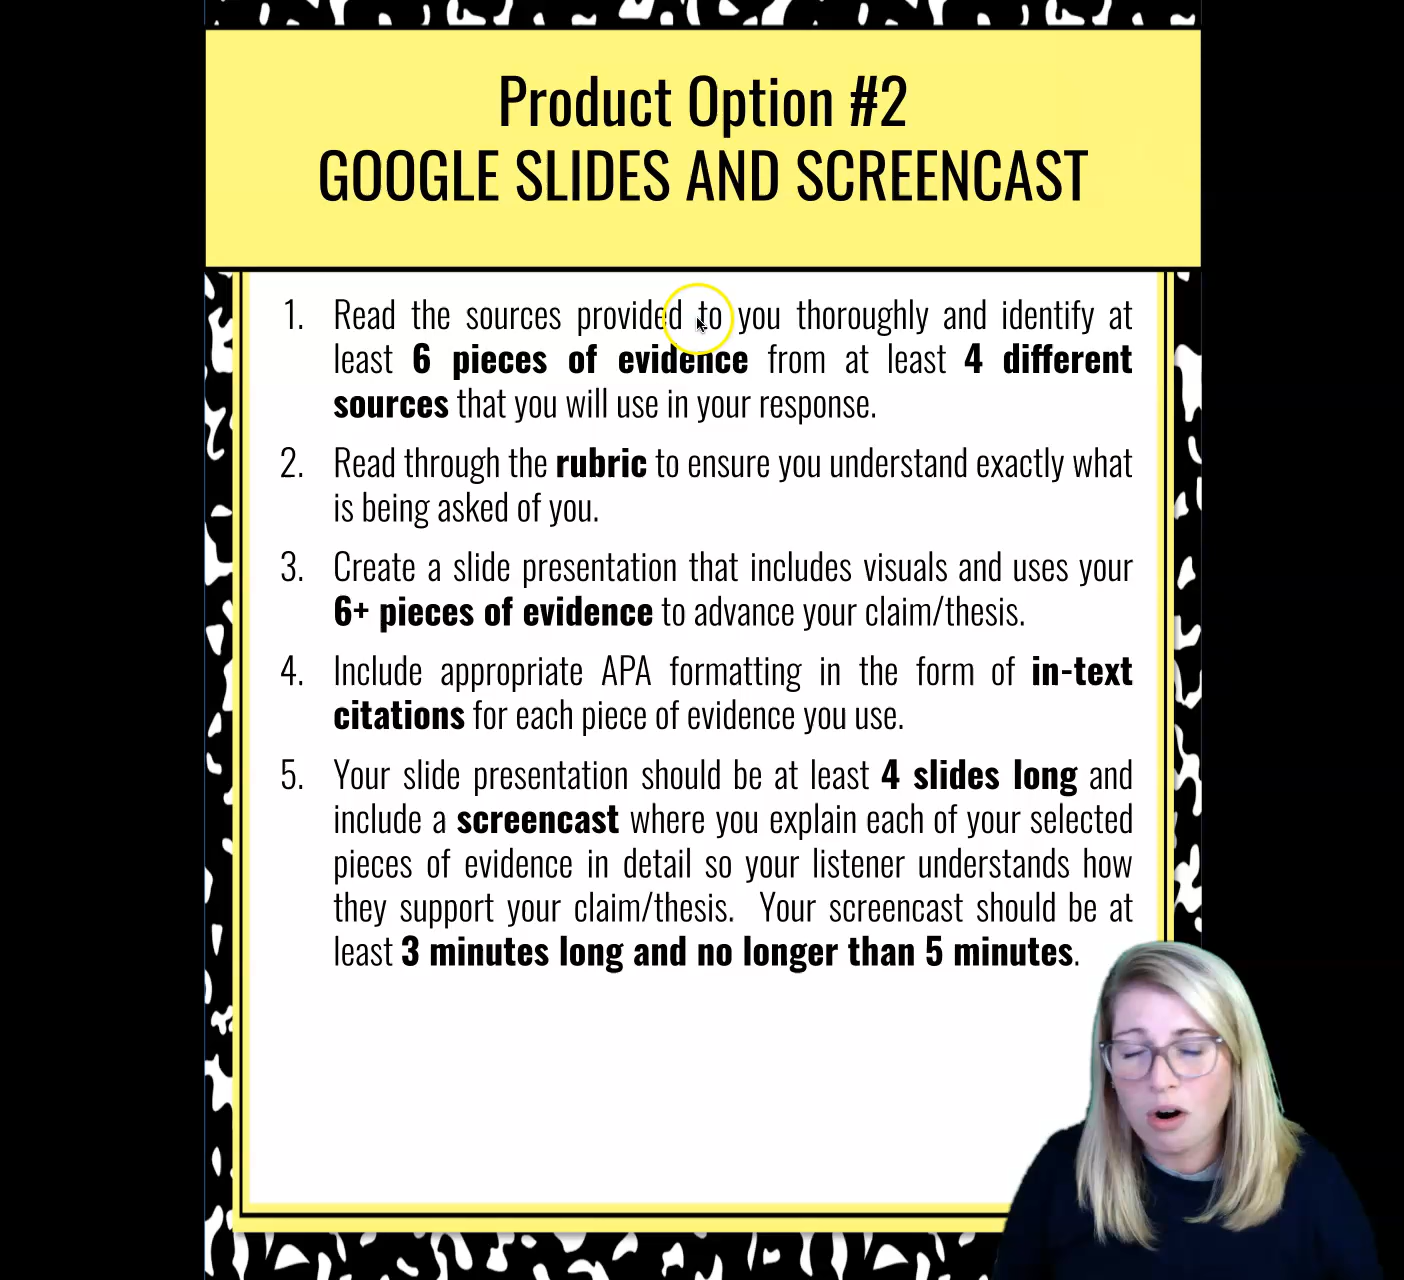 Product Option #2
GOOGLE SLIDES AND SCREENCAST
1. Read the sources provided to you thoroughly and identify at
least 6 pieces of evidence from at least 4 different
sources that you will use in your response.
2. Read through the rubric to ensure you understand exactly what
is being asked of you.
3. Create a slide presentation that includes visuals and uses your
6+ pieces of evidence to advance your claim/thesis.
4. Include appropriate APA formatting in the form of in-text
citations for each piece of evidence you use.
5. Your slide presentation should be at least 4 slides long and
include a screencast where you explain each of your selected
pieces of evidence in detail so your listener understands how
they support your claim/thesis.  Your screencast should be at
least 3 minutes long and no longer than 5 minutes.